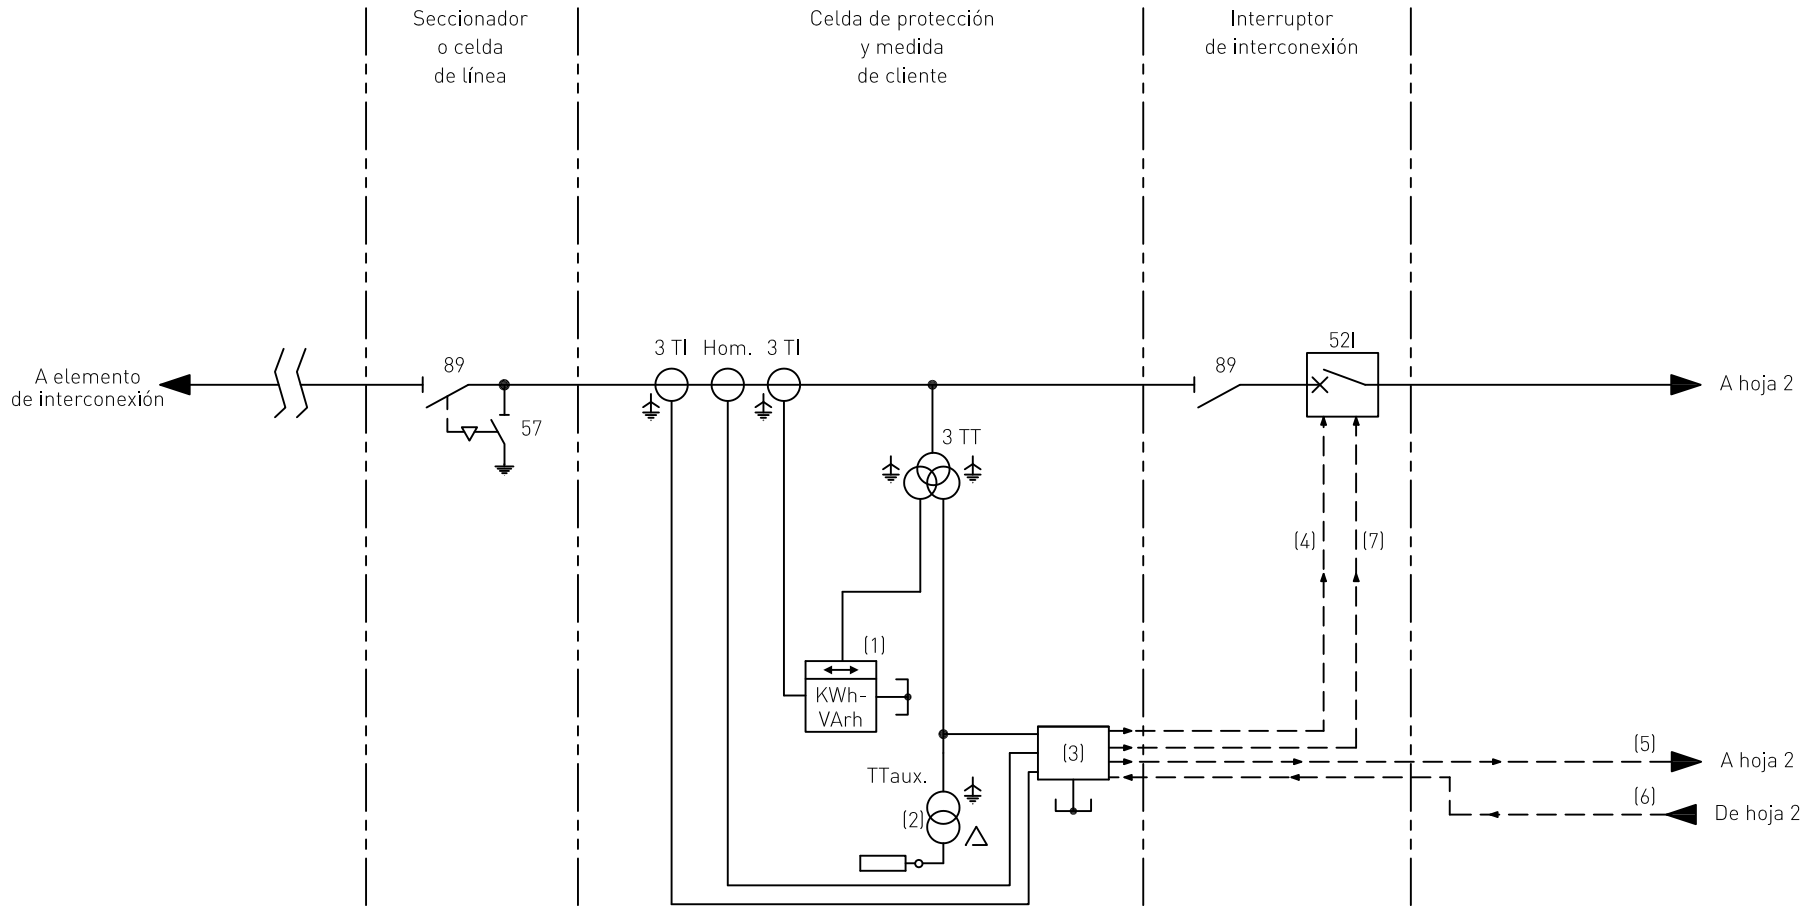 Seccionador
o celda
de línea
Celda de protección
y medida
de cliente
Interruptor
de interconexión
A elemento
de interconexión
89
57
3 TI
Hom.
3 TI
3 TT
89
52I
A hoja 2
(4)
(7)
(1)
KWh-
VArh
(3)
TTaux.
(2)
(5)
A hoja 2
(6)
De hoja 2